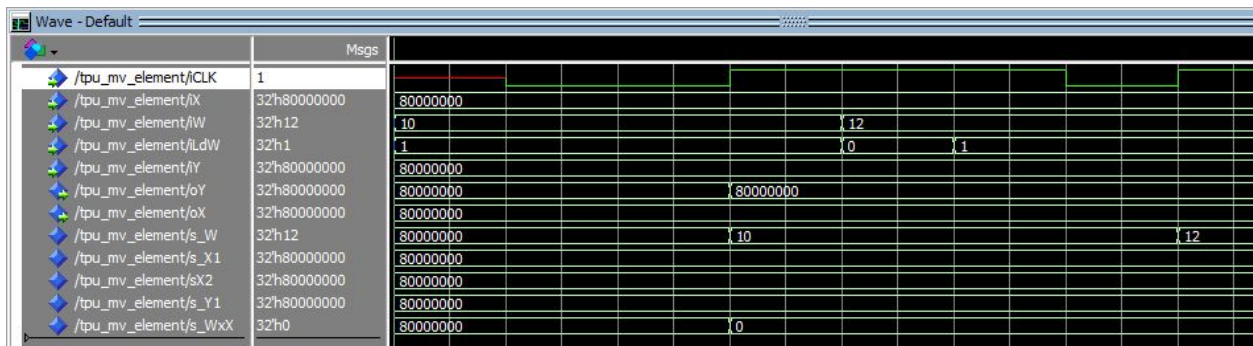 Wave - Default
Msgs
/tpu_mv_element/iCLK 1
/tpu_mv_element/iX 32'h80000000 80000000
/tpu_mv_element/iW 32'h12 10 12
/tpu_mv_element/iLdW 32'h1 1 0 1
/tpu_mv_element/iY 32'h80000000 80000000
/tpu_mv_element/oY 32'h80000000 80000000 80000000
/tpu_mv_element/oX 32'h80000000 80000000
/tpu_mv_element/s_W 32'h12 80000000 10 12
/tpu_mv_element/s_X1 32'h80000000 80000000
/tpu_mv_element/sX2 32'h80000000 80000000
/tpu_mv_element/s_Y1 32'h80000000 80000000
/tpu_mv_element/s_WxX 32'h0 80000000 0